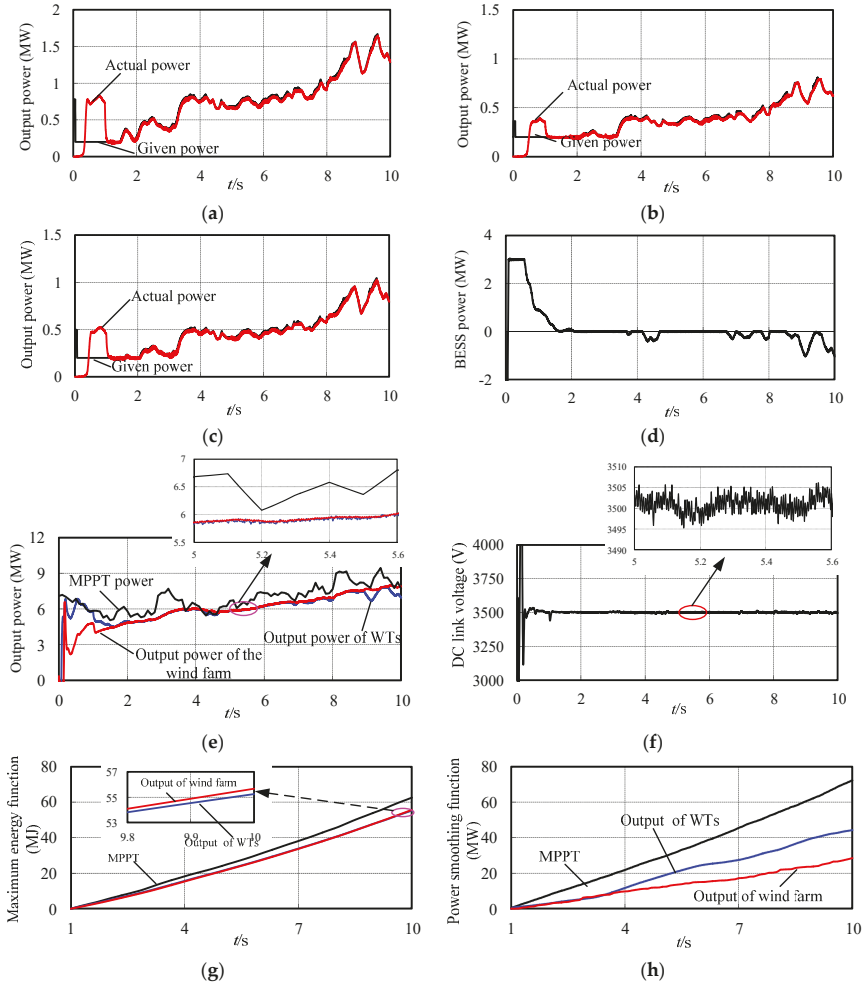 2
1.5
1
0.5
0
Output power (MW)
Actual power
Given power
0 2 4 6 8 10
t/s
(a)
1.5
1
0.5
0
Output power (MW)
Actual power
Given power
0 2 4 6 8 10
t/s
(b)
1.5
1
0.5
0
Output power (MW)
Actual power
Given power
0 2 4 6 8 10
t/s
(c)
4
2
0
-2
BESS power (MW)
0 2 4 6 8 10
t/s
(d)
7
6
5.5
5 5.2 5.4 5.6
12
9
6
3
0
Output power (MW)
MPPT power
Output power of WTs
Output power of the
wind farm
0 2 4 6 8 10
t/s
(e)
3510
3505
3500
3495
3490
5 5.2 5.4 5.6
4000
3750
3500
3250
3000
DC link voltage (V)
0 2 4 6 8 10
t/s
(f)
80
60
40
20
0
Maximum energy function
(MJ)
57
55
53
9.8 9.9 10
Output of wind farm
Output of WTs
MPPT
1 4 7 10
t/s
(g)
80
60
40
20
0
Power smoothing function
(MW)
Output of WTs
MPPT
Output of wind farm
1 4 7 10
t/s
(h)